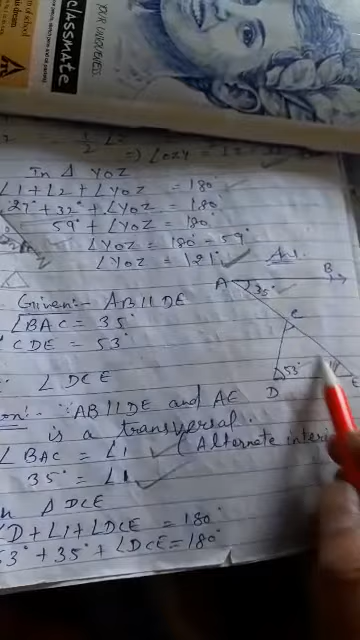 CLASSMATE
YOUR UNIQUENESS
In Δ YOZ
∠1 + ∠2 + ∠YOZ = 180°
27° + 32° + ∠YOZ = 180°
59° + ∠YOZ = 180°
∠YOZ = 180° - 59°
∠YOZ = 121° Ans.
A 35° B
C
53°
D
Given:- AB || DE
∠BAC = 35°
CDE = 53°
: ∠DCE
∵ AB || DE and AE
is a transversal.
∠BAC = ∠1 (Alternate
35° = ∠1
Δ DCE
∠D + ∠1 + ∠DCE = 180°
53° + 35° + ∠DCE = 180°